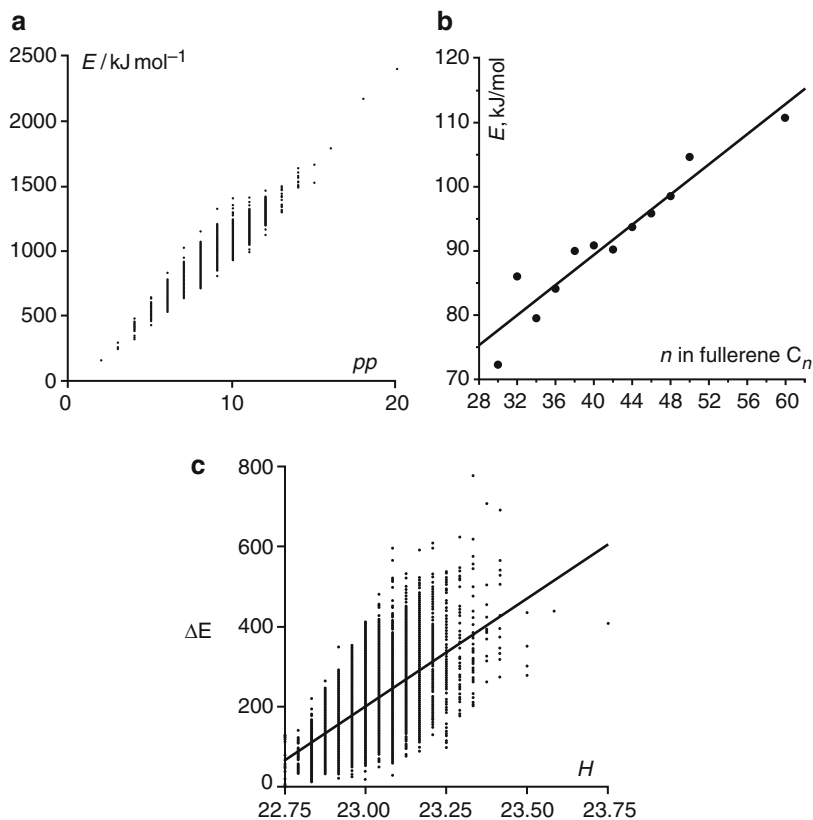 a
E / kJ mol⁻¹
2500
2000
1500
1000
500
0
0 10 20
pp
b
E, kJ/mol
120
110
100
90
80
70
n in fullerene Cₙ
28 32 36 40 44 48 52 56 60
c
800
600
400
200
0
ΔE
H
22.75 23.00 23.25 23.50 23.75